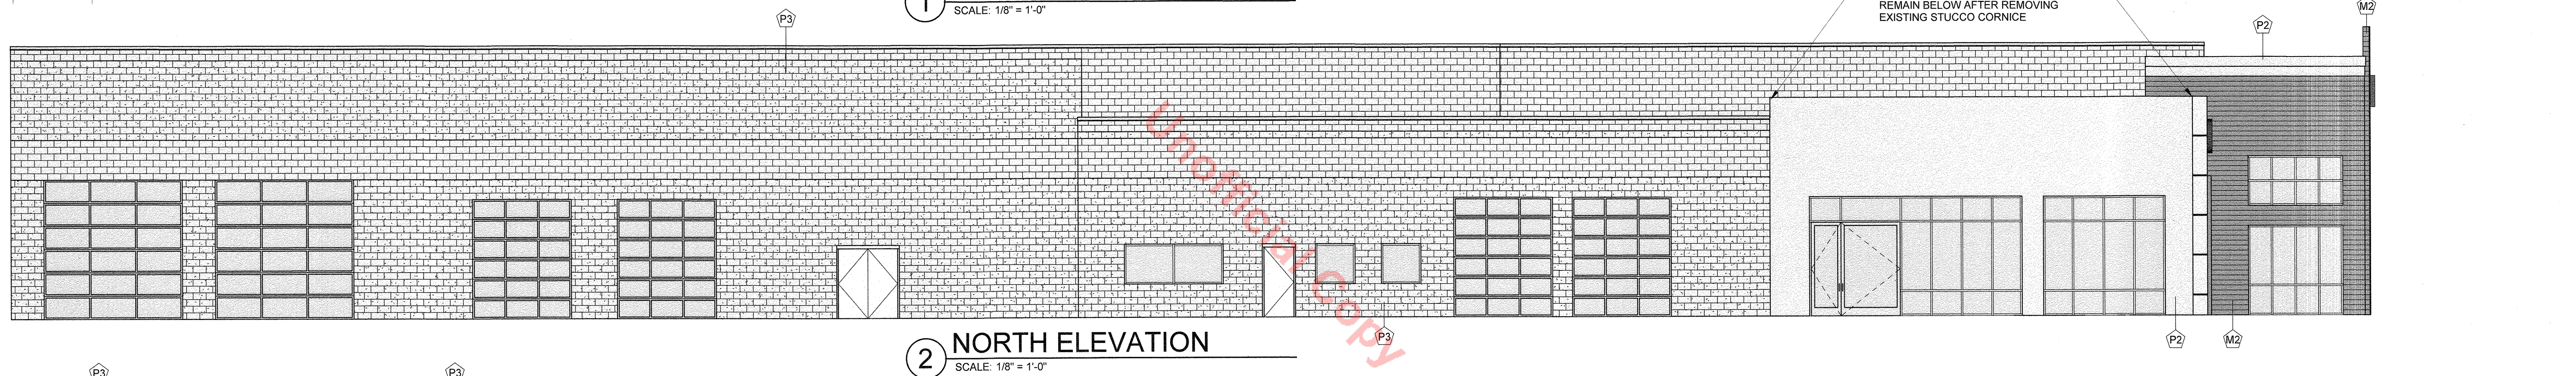 1
SCALE: 1/8" = 1'-0"
REMAIN BELOW AFTER REMOVING
EXISTING STUCCO CORNICE
P3
P2
M2
Unofficial Copy
P3
P2
M2
2
NORTH ELEVATION
SCALE: 1/8" = 1'-0"
P3
P3